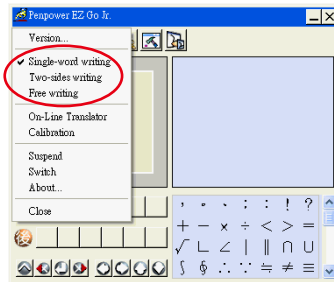 Penpower EZ Go Jr.
Version...
✔ Single-word writing
Two-sides writing
Free writing
On-Line Translator
Calibration
Suspend
Switch
About...
Close
, 。 . ; : ! ?
+ − × ÷ < > =
√ ∟ ∠ | ∥ ∩ ∪
∫ ∮ ∴ ∵ ≒ ≠ ≡